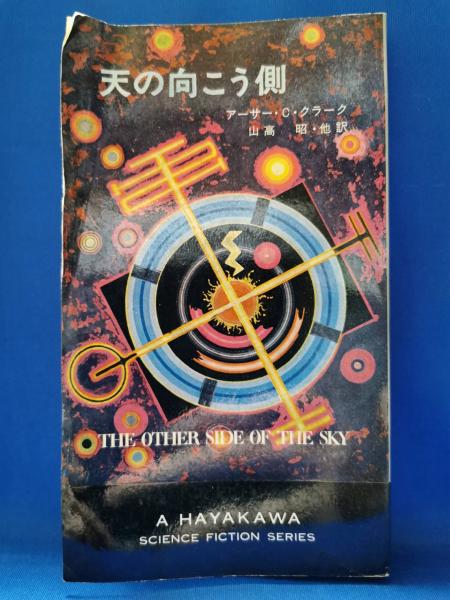 天の向こう側
アーサー・C・クラーク
山高 昭・他訳
THE OTHER SIDE OF THE SKY
A HAYAKAWA
SCIENCE FICTION SERIES